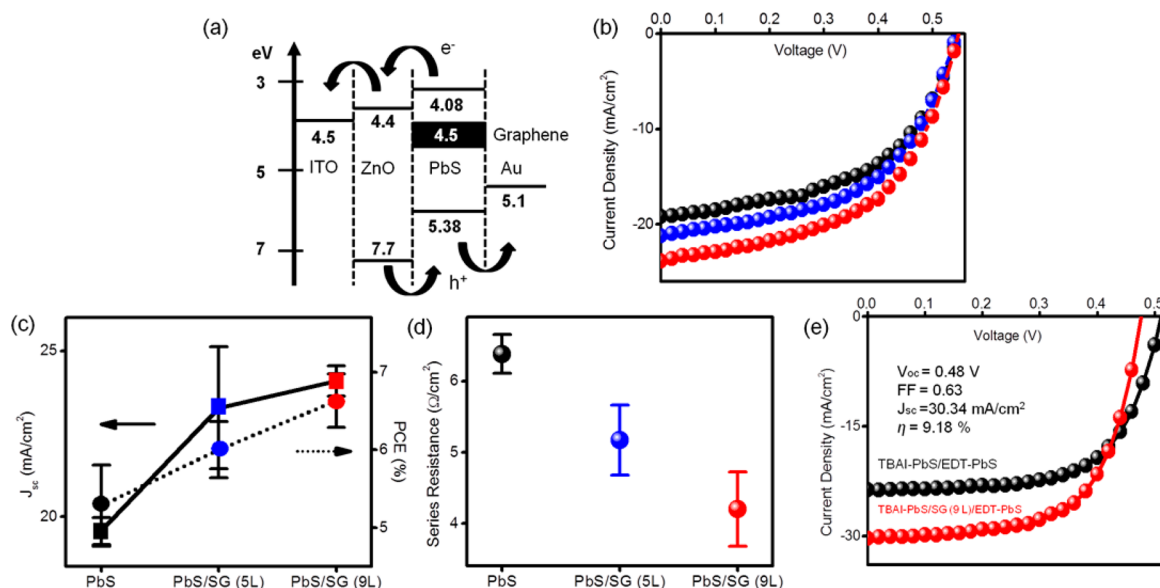 (a)
eV
3
5
7
e-
4.08
4.4
4.5
4.5
Graphene
ITO
ZnO
PbS
Au
5.1
5.38
7.7
h+
(b)
0.0 0.1 0.2 0.3 0.4 0.5
Voltage (V)
0
-10
-20
Current Density (mA/cm²)
(c)
25
20
Jsc (mA/cm²)
7
6
5
PCE (%)
PbS PbS/SG (5L) PbS/SG (9L)
(d)
6
5
4
Series Resistance (Ω/cm²)
PbS PbS/SG (5L) PbS/SG (9L)
(e)
0.0 0.1 0.2 0.3 0.4 0.5
Voltage (V)
0
-15
-30
Current Density (mA/cm²)
Voc = 0.48 V
FF = 0.63
Jsc =30.34 mA/cm²
η = 9.18 %
TBAI-PbS/EDT-PbS
TBAI-PbS/SG (9 L)/EDT-PbS